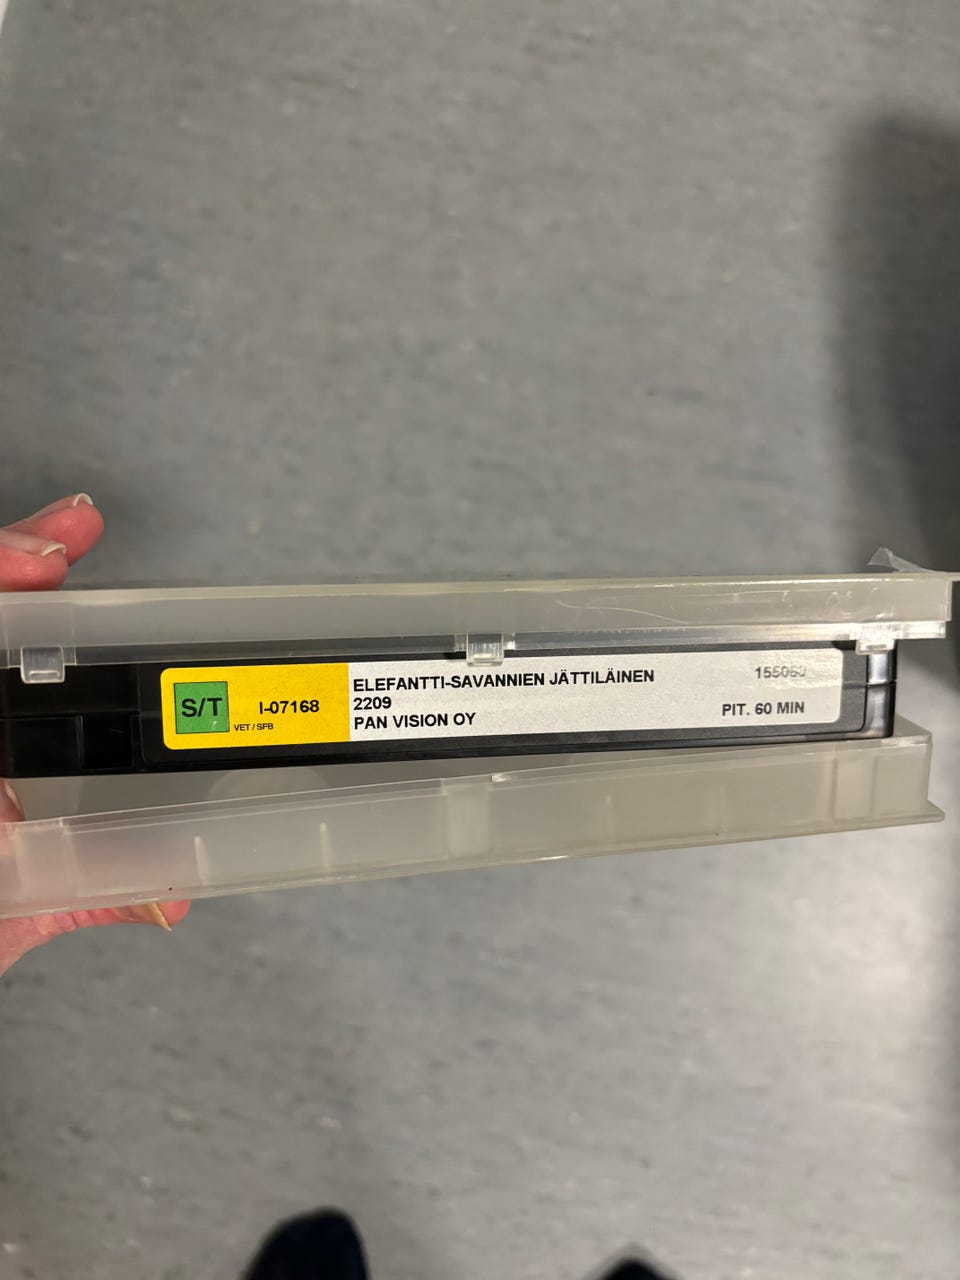 S/T I-07168
VET / SFB
ELEFANTTI-SAVANNIEN JÄTTILÄINEN
2209
PAN VISION OY
PIT. 60 MIN